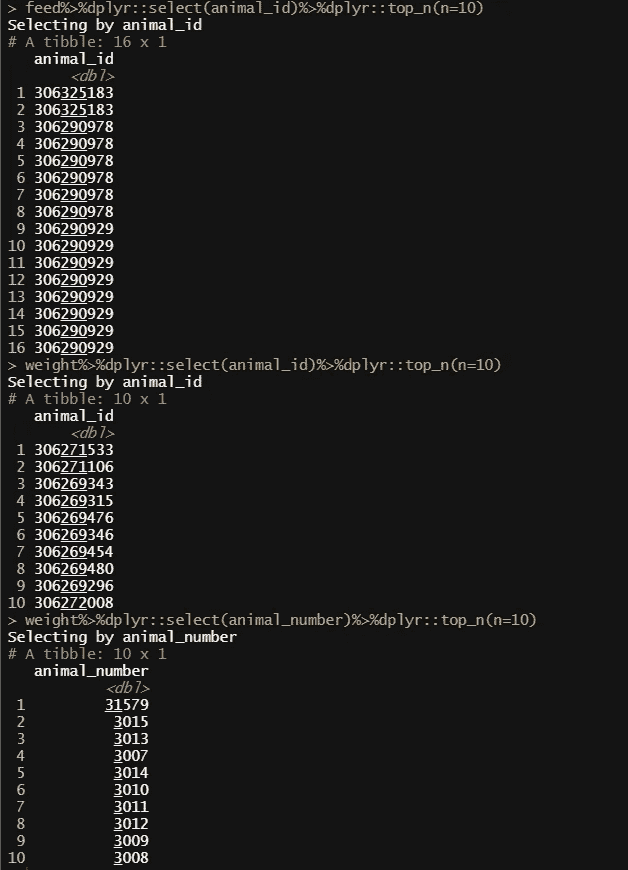 > feed%>%dplyr::select(animal_id)%>%dplyr::top_n(n=10)
Selecting by animal_id
# A tibble: 16 x 1
animal_id
<dbl>
1 306325183
2 306325183
3 306290978
4 306290978
5 306290978
6 306290978
7 306290978
8 306290978
9 306290929
10 306290929
11 306290929
12 306290929
13 306290929
14 306290929
15 306290929
16 306290929
> weight%>%dplyr::select(animal_id)%>%dplyr::top_n(n=10)
Selecting by animal_id
# A tibble: 10 x 1
animal_id
<dbl>
1 306271533
2 306271106
3 306269343
4 306269315
5 306269476
6 306269346
7 306269454
8 306269480
9 306269296
10 306272008
> weight%>%dplyr::select(animal_number)%>%dplyr::top_n(n=10)
Selecting by animal_number
# A tibble: 10 x 1
animal_number
<dbl>
1 31579
2 3015
3 3013
4 3007
5 3014
6 3010
7 3011
8 3012
9 3009
10 3008